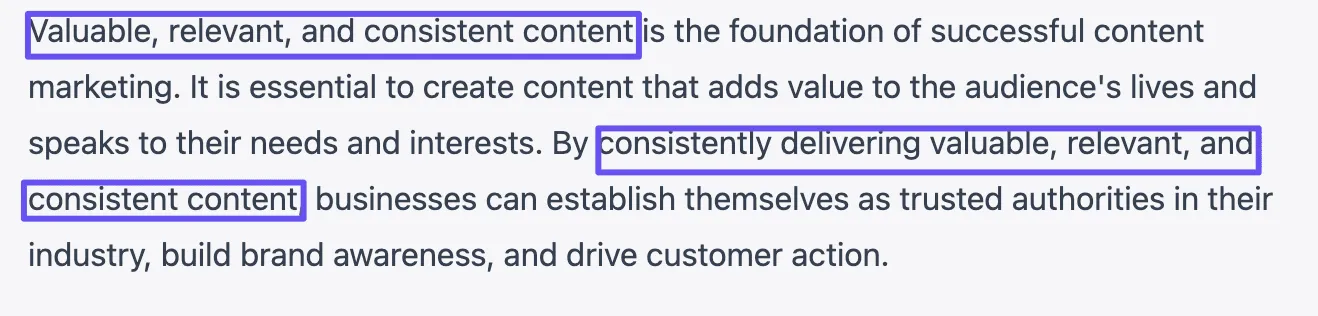 Valuable, relevant, and consistent content is the foundation of successful content
marketing. It is essential to create content that adds value to the audience's lives and
speaks to their needs and interests. By consistently delivering valuable, relevant, and
consistent content, businesses can establish themselves as trusted authorities in their
industry, build brand awareness, and drive customer action.